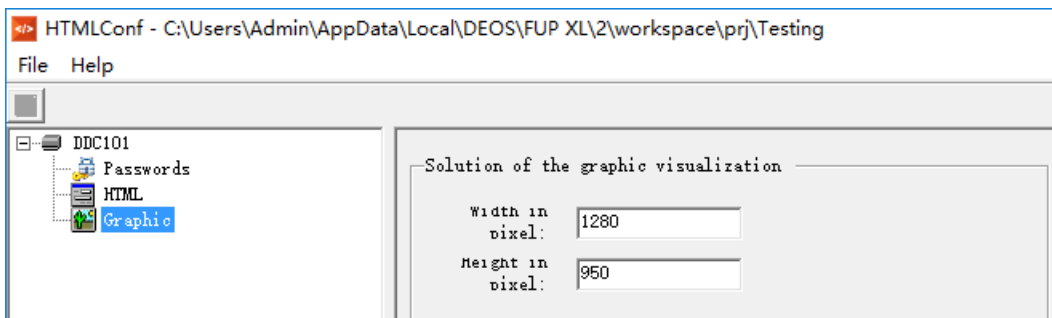 HTMLConf - C:\Users\Admin\AppData\Local\DEOS\FUP XL\2\workspace\prj\Testing
File Help
DDC101
Passwords
HTML
Graphic
Solution of the graphic visualization
Width in
pixel:
1280
Height in
pixel:
950